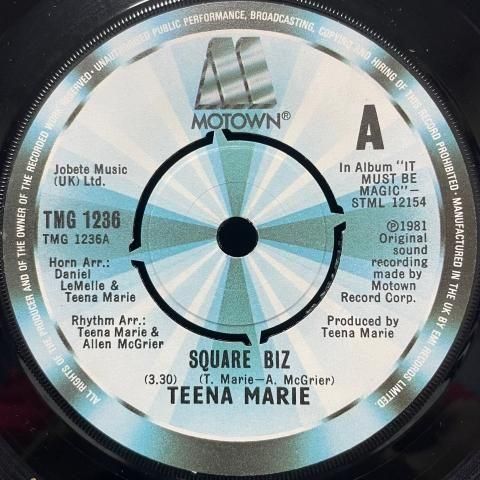 ALL RIGHTS OF THE PRODUCER AND OF THE OWNER OF THE RECORDED WORK RESERVED · UNAUTHORISED PUBLIC PERFORMANCE, BROADCASTING, COPYING AND HIRING OF THIS RECORD PROHIBITED · MANUFACTURED IN THE UK BY EMI RECORDS LIMITED.
M
MOTOWN®
A
Jobete Music
(UK) Ltd.
In Album "IT
MUST BE
MAGIC"—
STML 12154
TMG 1236
TMG 1236A
℗1981
Original
sound
recording
made by
Motown
Record Corp.
Horn Arr.:
Daniel
LeMelle &
Teena Marie
Rhythm Arr.:
Teena Marie &
Allen McGrier
Produced by
Teena Marie
SQUARE BIZ
(3.30) (T. Marie—A. McGrier)
TEENA MARIE